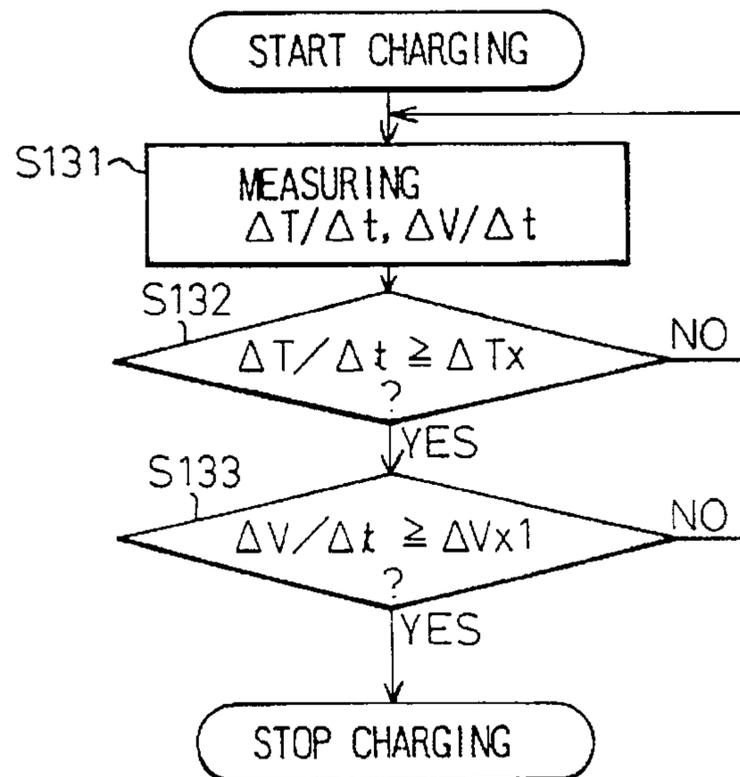 START CHARGING
S131
MEASURING
ΔT/Δt, ΔV/Δt
S132
ΔT/Δt ≧ ΔTx
?
NO
YES
S133
ΔV/Δt ≧ ΔVx1
?
NO
YES
STOP CHARGING